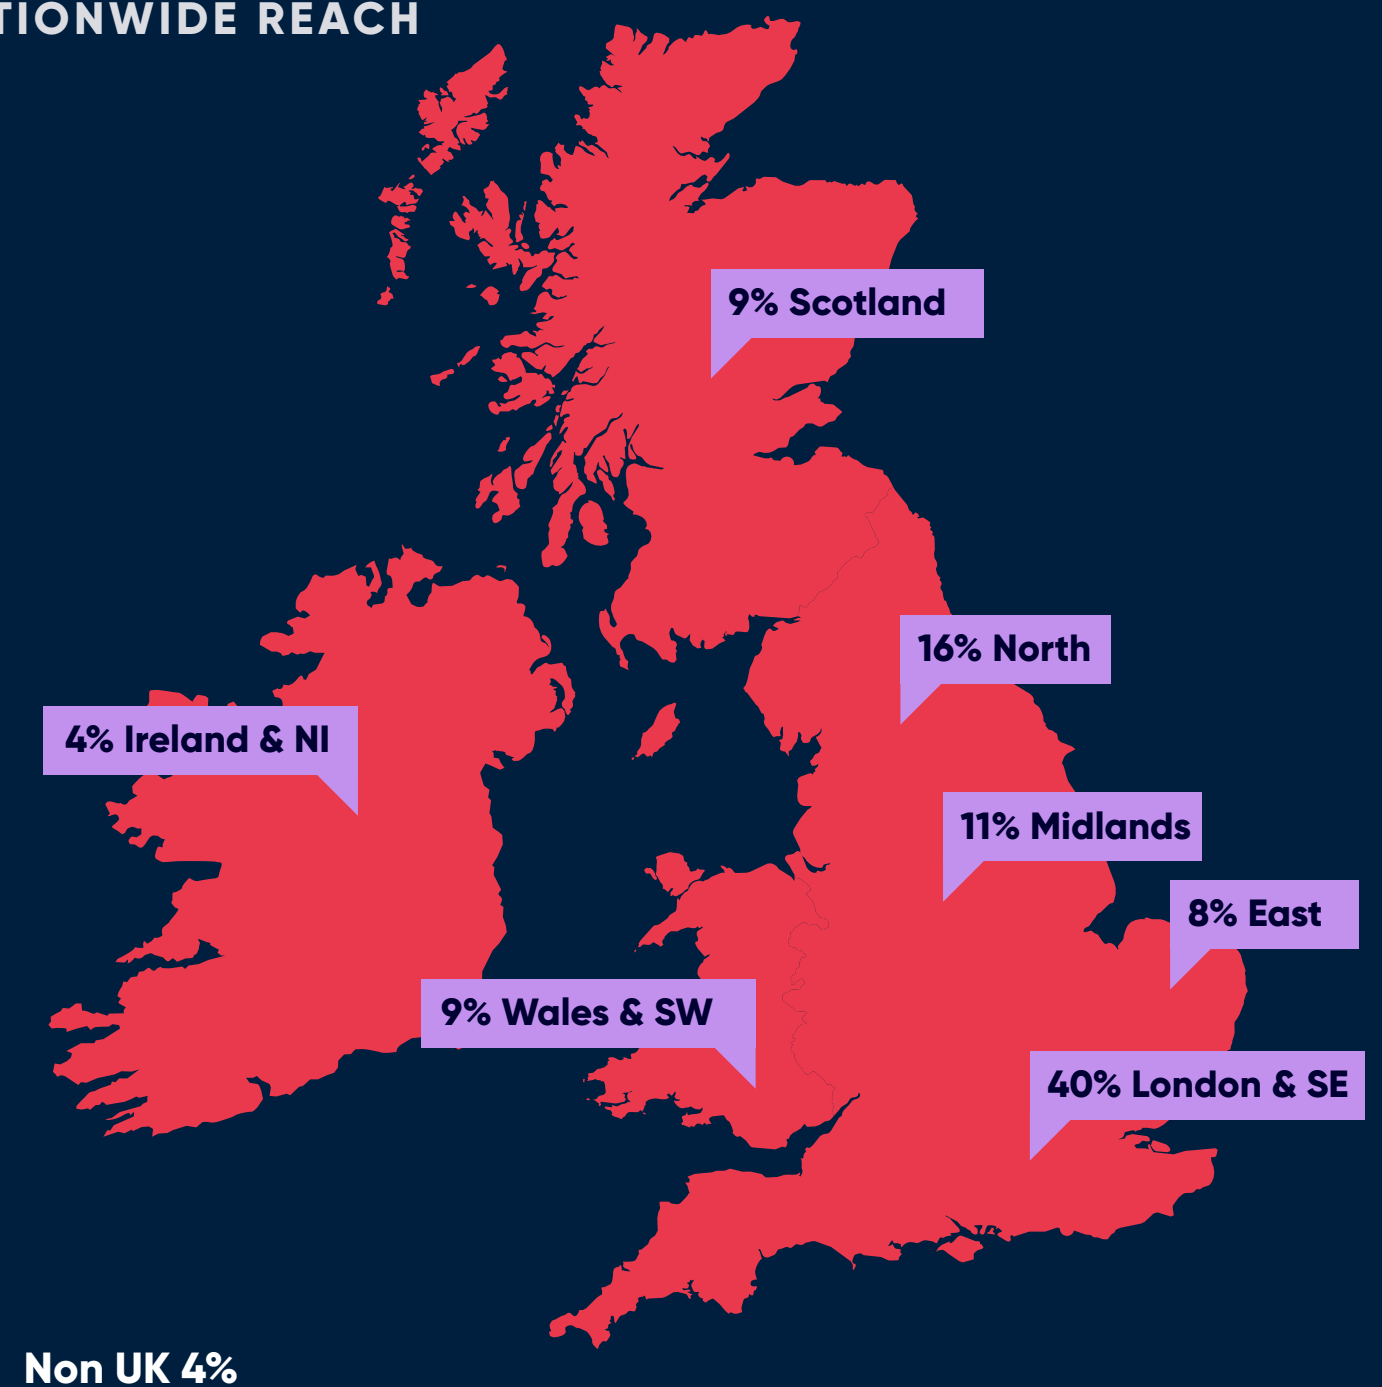 TIONWIDE REACH
9% Scotland
16% North
4% Ireland & NI
11% Midlands
8% East
9% Wales & SW
40% London & SE
Non UK 4%